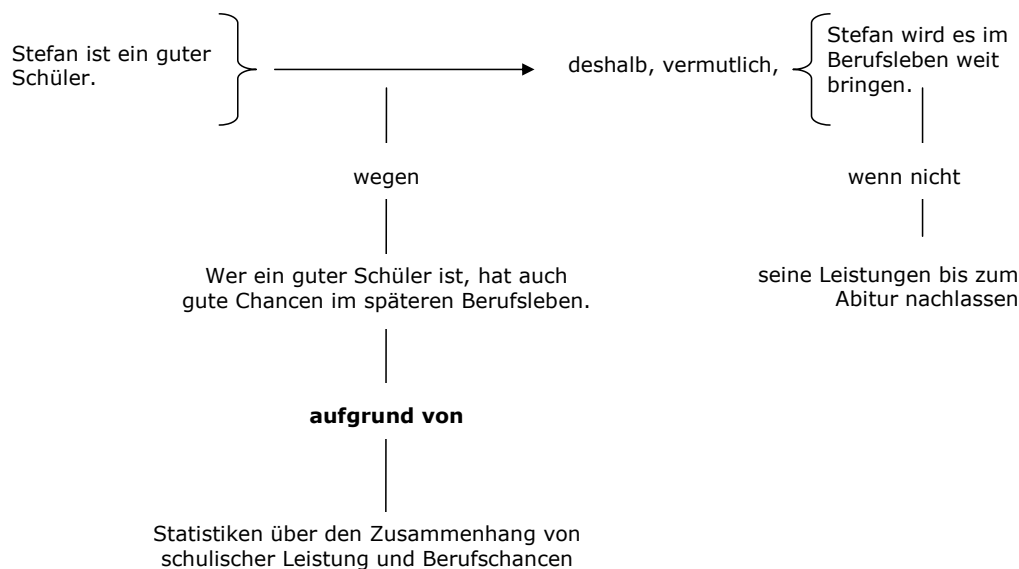 Stefan ist ein guter
Schüler.
deshalb, vermutlich,
Stefan wird es im
Berufsleben weit
bringen.
wegen
wenn nicht
Wer ein guter Schüler ist, hat auch
gute Chancen im späteren Berufsleben.
seine Leistungen bis zum
Abitur nachlassen
aufgrund von
Statistiken über den Zusammenhang von
schulischer Leistung und Berufschancen